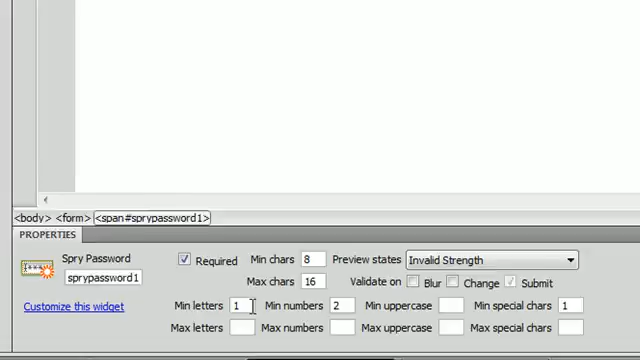 <body> <form> <span#sprypassword1>
PROPERTIES
Spry Password
sprypassword1
Customize this widget
Required
Min chars 8 Preview states Invalid Strength
Max chars 16 Validate on Blur Change Submit
Min letters 1 Min numbers 2 Min uppercase Min special chars 1
Max letters Max numbers Max uppercase Max special chars